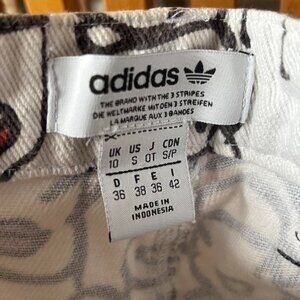 adidas
THE BRAND WITH THE 3 STRIPES
DIE WELTMARKE MIT DEN 3 STREIFEN
LA MARQUE AUX 3 BANDES
UK US J CDN
10 S OT S/P
D F E I
36 38 36 42
MADE IN
INDONESIA